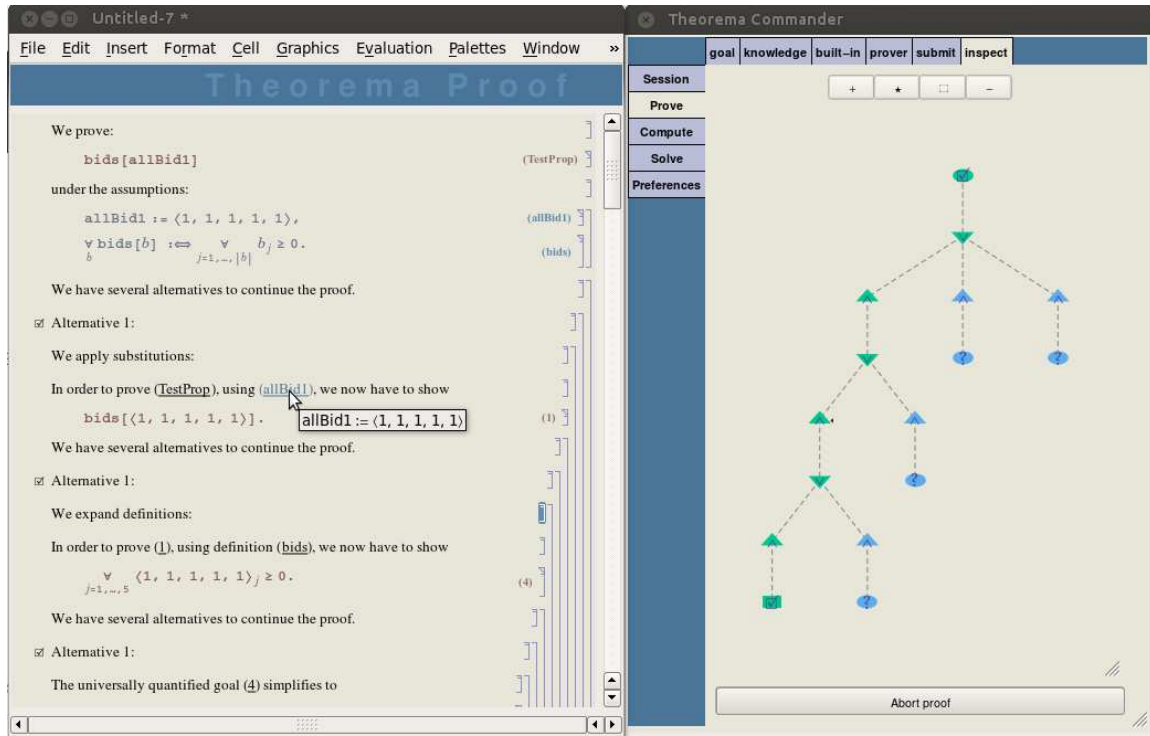 Untitled-7 *
File Edit Insert Format Cell Graphics Evaluation Palettes Window »
Theorema Proof
We prove:
bids[allBid1] (TestProp)
under the assumptions:
allBid1 := ⟨1, 1, 1, 1, 1⟩, (allBid1)
∀ bids[b] :⟺ ∀ b_j ≥ 0. (bids)
b j=1,…,|b|
We have several alternatives to continue the proof.
☑ Alternative 1:
We apply substitutions:
In order to prove (TestProp), using (allBid1), we now have to show
bids[⟨1, 1, 1, 1, 1⟩]. (1)
allBid1 := ⟨1, 1, 1, 1, 1⟩
We have several alternatives to continue the proof.
☑ Alternative 1:
We expand definitions:
In order to prove (1), using definition (bids), we now have to show
∀ ⟨1, 1, 1, 1, 1⟩_j ≥ 0. (4)
j=1,…,5
We have several alternatives to continue the proof.
☑ Alternative 1:
The universally quantified goal (4) simplifies to
Theorema Commander
goal knowledge built-in prover submit inspect
Session
Prove
Compute
Solve
Preferences
+ ★ −
? ?
?
?
Abort proof